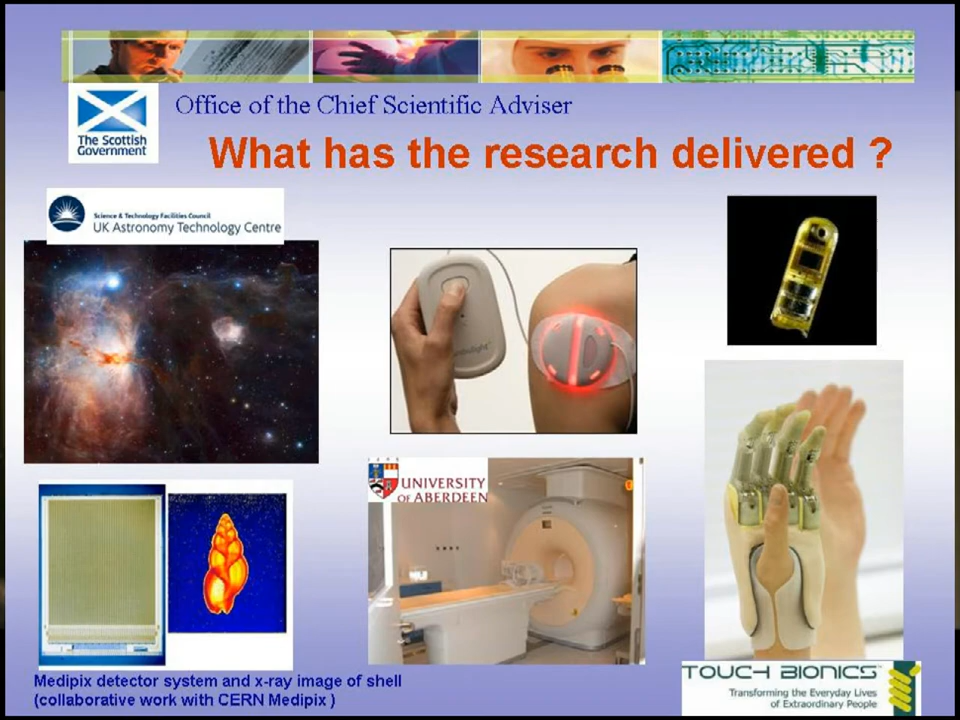 Office of the Chief Scientific Adviser
The Scottish
Government
What has the research delivered ?
Science & Technology Facilities Council
UK Astronomy Technology Centre
UNIVERSITY
OF ABERDEEN
Medipix detector system and x-ray image of shell
(collaborative work with CERN Medipix )
TOUCH BIONICS
Transforming the Everyday Lives
of Extraordinary People